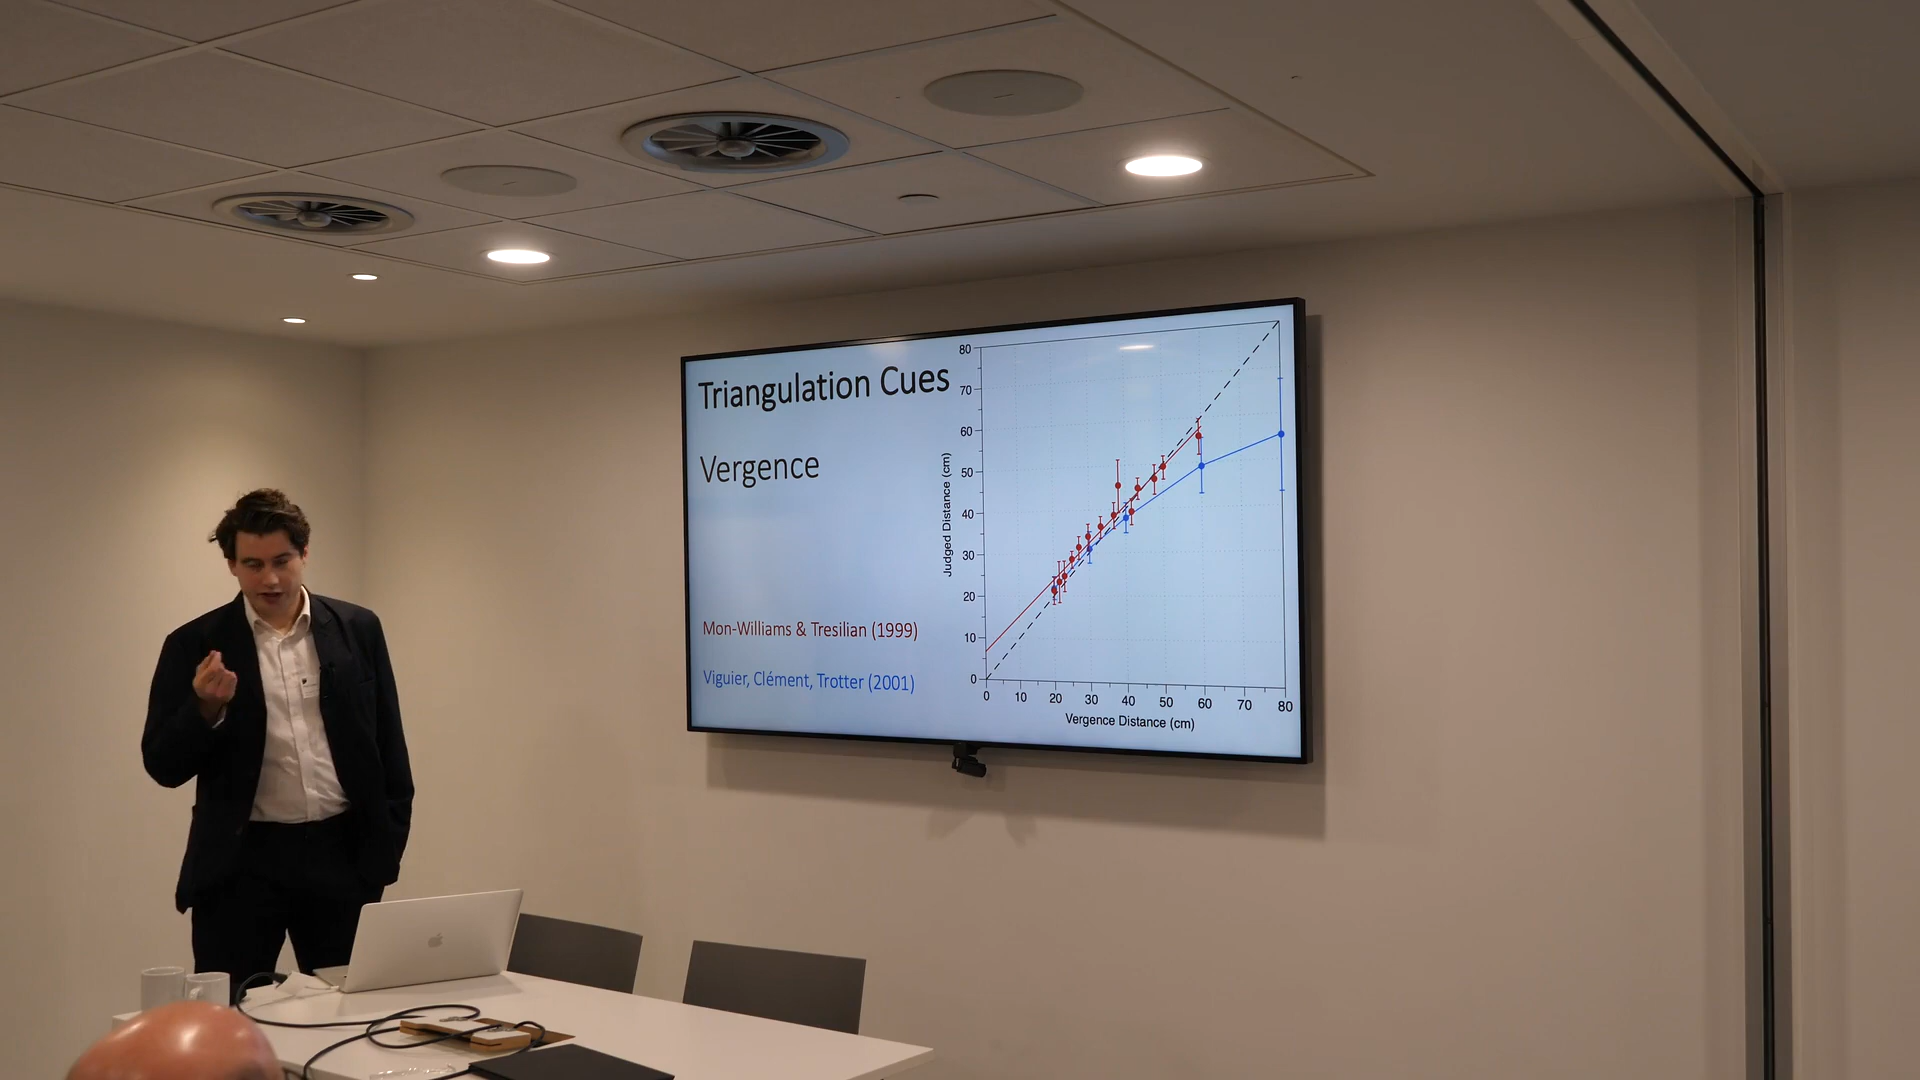 Triangulation Cues
Vergence
Mon-Williams & Tresilian (1999)
Viguier, Clément, Trotter (2001)
Judged Distance (cm)
80
70
60
50
40
30
20
10
0
0 10 20 30 40 50 60 70 80
Vergence Distance (cm)